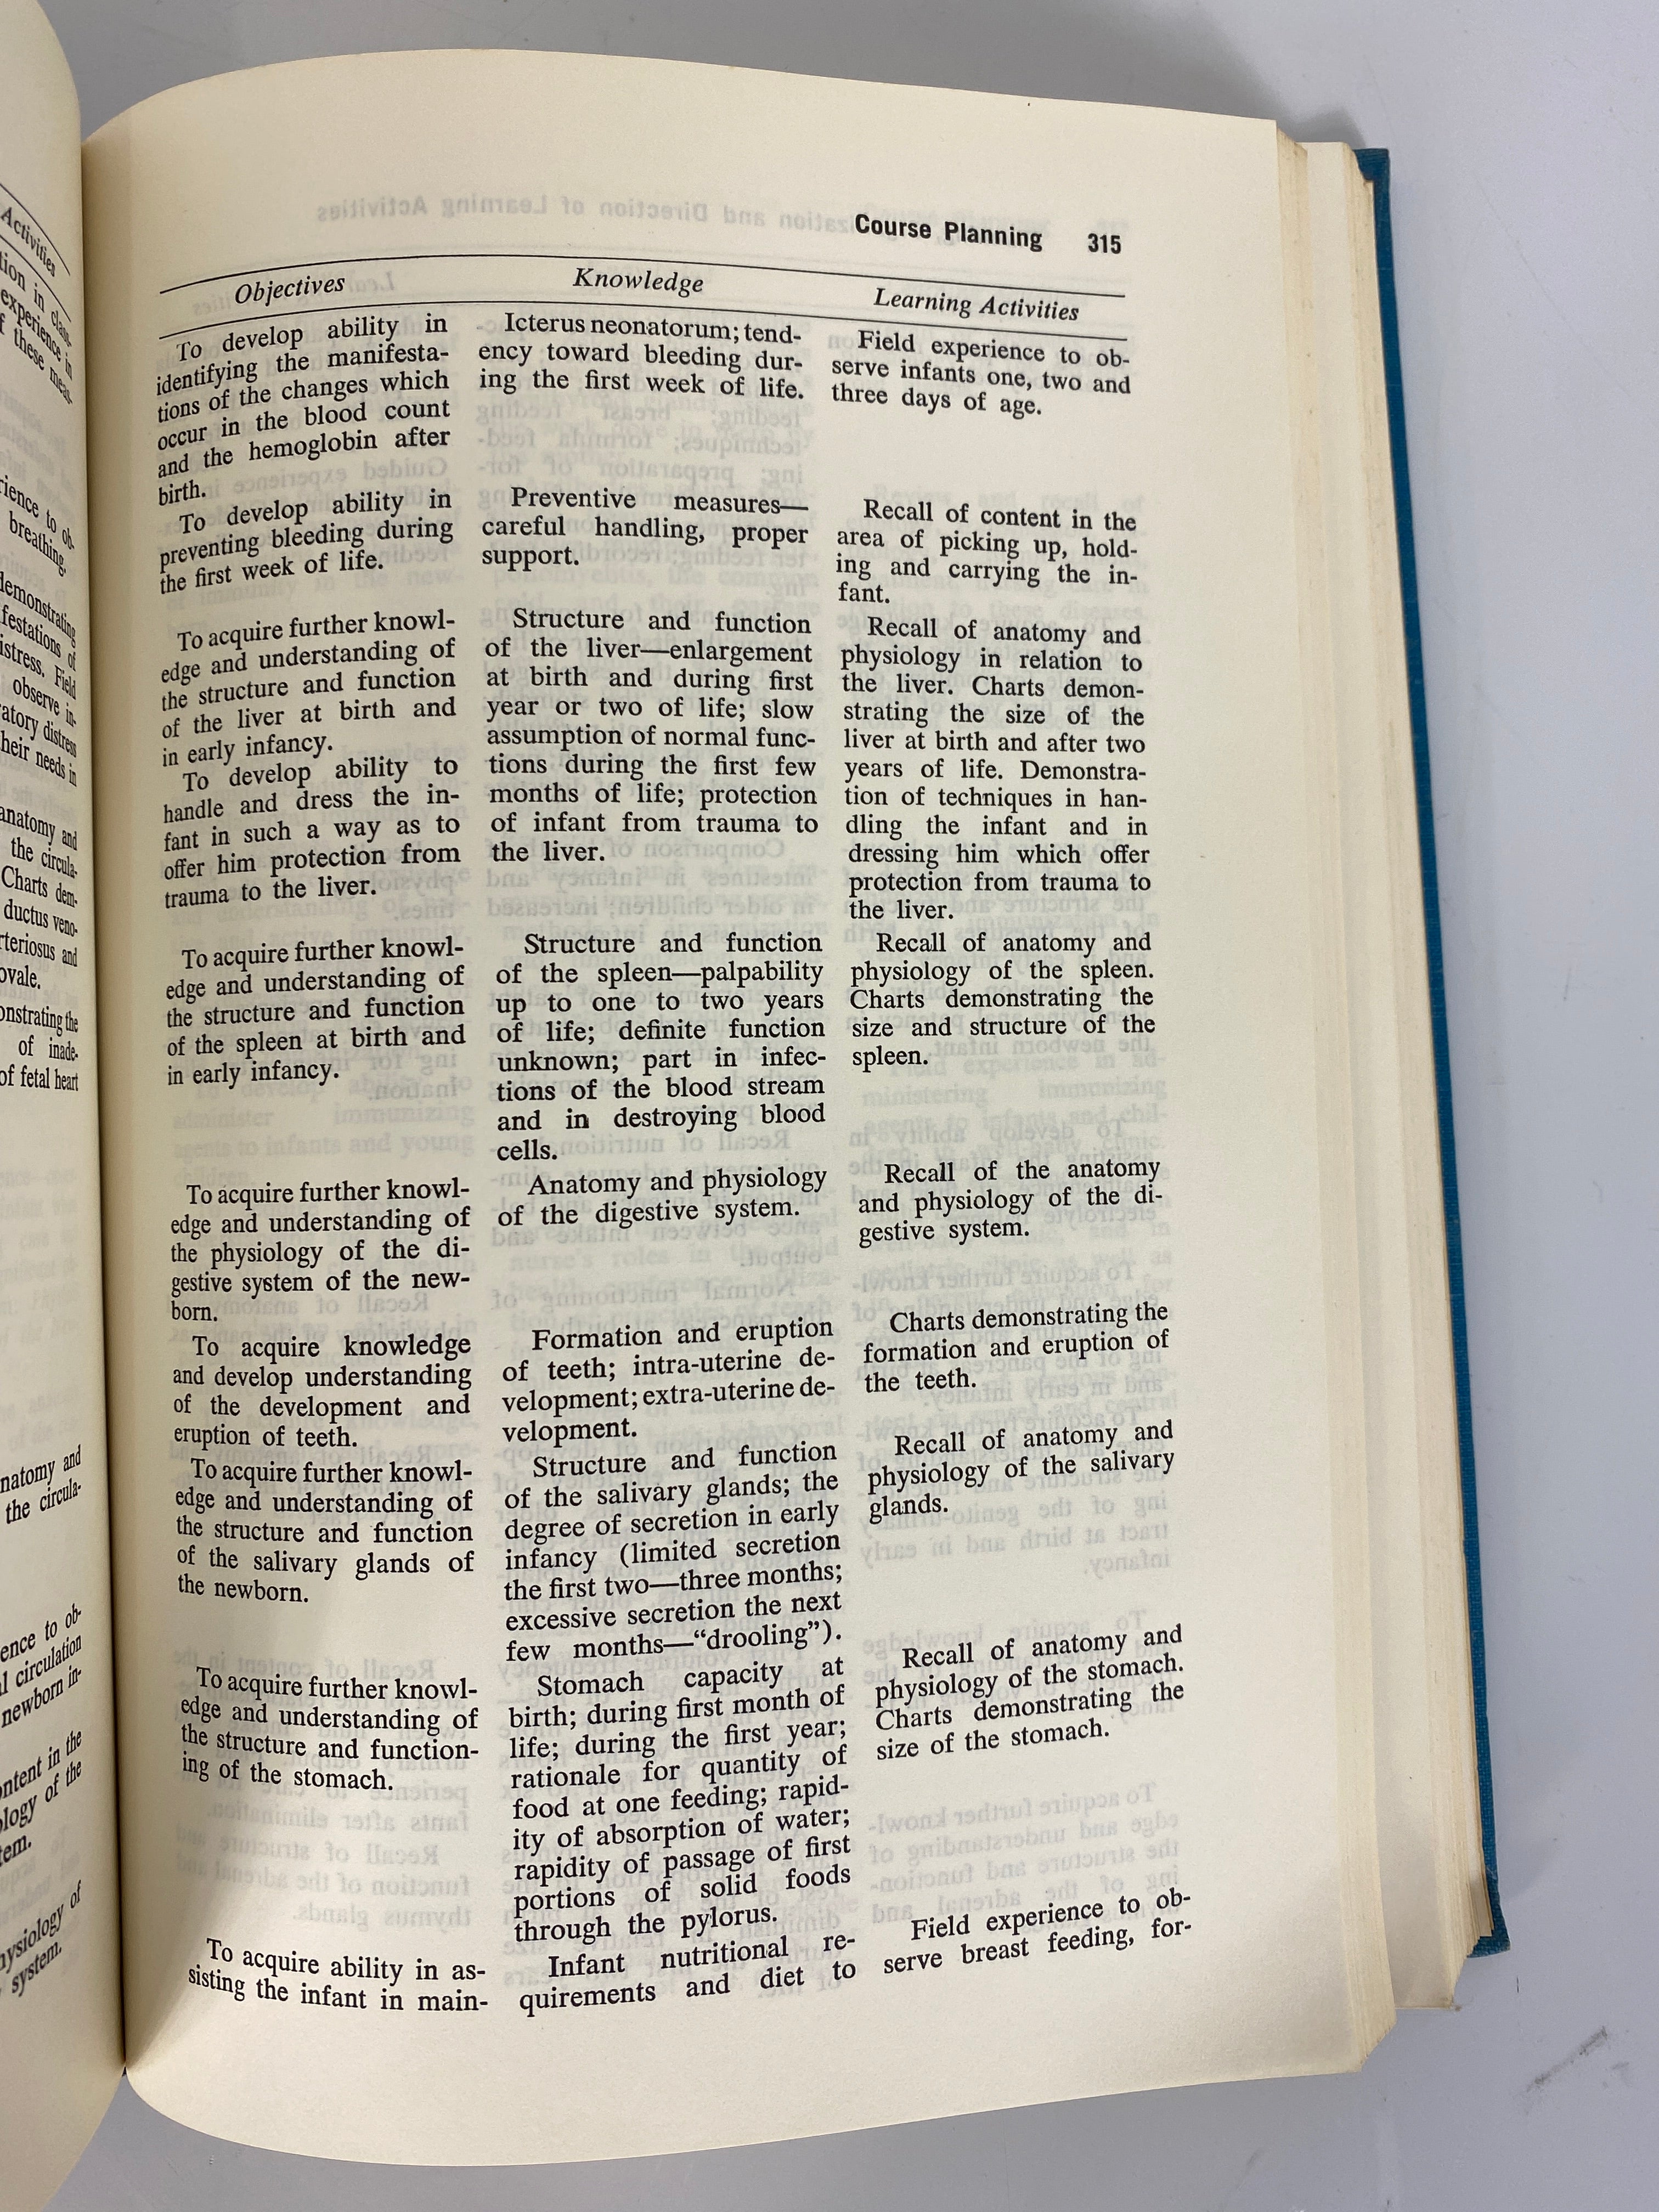 Course Planning 315
Objectives
To develop ability in
identifying the manifesta-
tions of the changes which
occur in the blood count
and the hemoglobin after
birth.
To develop ability in
preventing bleeding during
the first week of life.
To acquire further knowl-
edge and understanding of
the structure and function
of the liver at birth and
in early infancy.
To develop ability to
handle and dress the in-
fant in such a way as to
offer him protection from
trauma to the liver.
To acquire further knowl-
edge and understanding of
the structure and function
of the spleen at birth and
in early infancy.
To acquire further knowl-
edge and understanding of
the physiology of the di-
gestive system of the new-
born.
To acquire knowledge
and develop understanding
of the development and
eruption of teeth.
To acquire further knowl-
edge and understanding of
the structure and function
of the salivary glands of
the newborn.
To acquire further knowl-
edge and understanding of
the structure and function-
ing of the stomach.
To acquire ability in as-
sisting the infant in main-
Knowledge
Icterus neonatorum; tend-
ency toward bleeding dur-
ing the first week of life.
Preventive measures—
careful handling, proper
support.
Structure and function
of the liver—enlargement
at birth and during first
year or two of life; slow
assumption of normal func-
tions during the first few
months of life; protection
of infant from trauma to
the liver.
Structure and function
of the spleen—palpability
up to one to two years
of life; definite function
unknown; part in infec-
tions of the blood stream
and in destroying blood
cells.
Anatomy and physiology
of the digestive system.
Formation and eruption
of teeth; intra-uterine de-
velopment; extra-uterine de-
velopment.
Structure and function
of the salivary glands; the
degree of secretion in early
infancy (limited secretion
the first two—three months;
excessive secretion the next
few months—“drooling”).
Stomach capacity at
birth; during first month of
life; during the first year;
rationale for quantity of
food at one feeding; rapid-
ity of absorption of water;
rapidity of passage of first
portions of solid foods
through the pylorus.
Infant nutritional re-
quirements and diet to
Learning Activities
Field experience to ob-
serve infants one, two and
three days of age.
Recall of content in the
area of picking up, hold-
ing and carrying the in-
fant.
Recall of anatomy and
physiology in relation to
the liver. Charts demon-
strating the size of the
liver at birth and after two
years of life. Demonstra-
tion of techniques in han-
dling the infant and in
dressing him which offer
protection from trauma to
the liver.
Recall of anatomy and
physiology of the spleen.
Charts demonstrating the
size and structure of the
spleen.
Recall of the anatomy
and physiology of the di-
gestive system.
Charts demonstrating the
formation and eruption of
the teeth.
Recall of anatomy and
physiology of the salivary
glands.
Recall of anatomy and
physiology of the stomach.
Charts demonstrating the
size of the stomach.
Field experience to ob-
serve breast feeding, for-